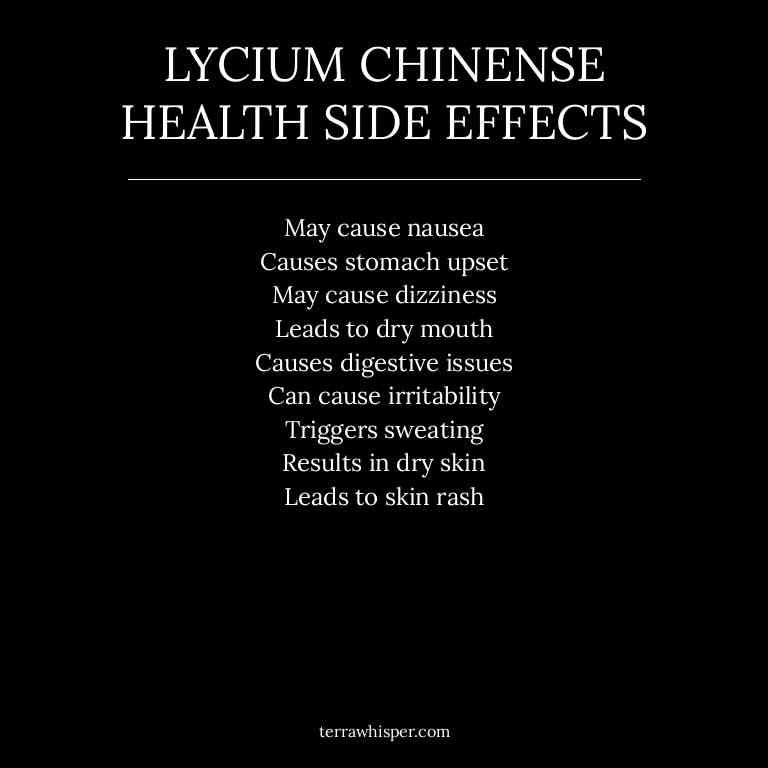 LYCIUM CHINENSE
HEALTH SIDE EFFECTS
May cause nausea
Causes stomach upset
May cause dizziness
Leads to dry mouth
Causes digestive issues
Can cause irritability
Triggers sweating
Results in dry skin
Leads to skin rash
terrawhisper.com